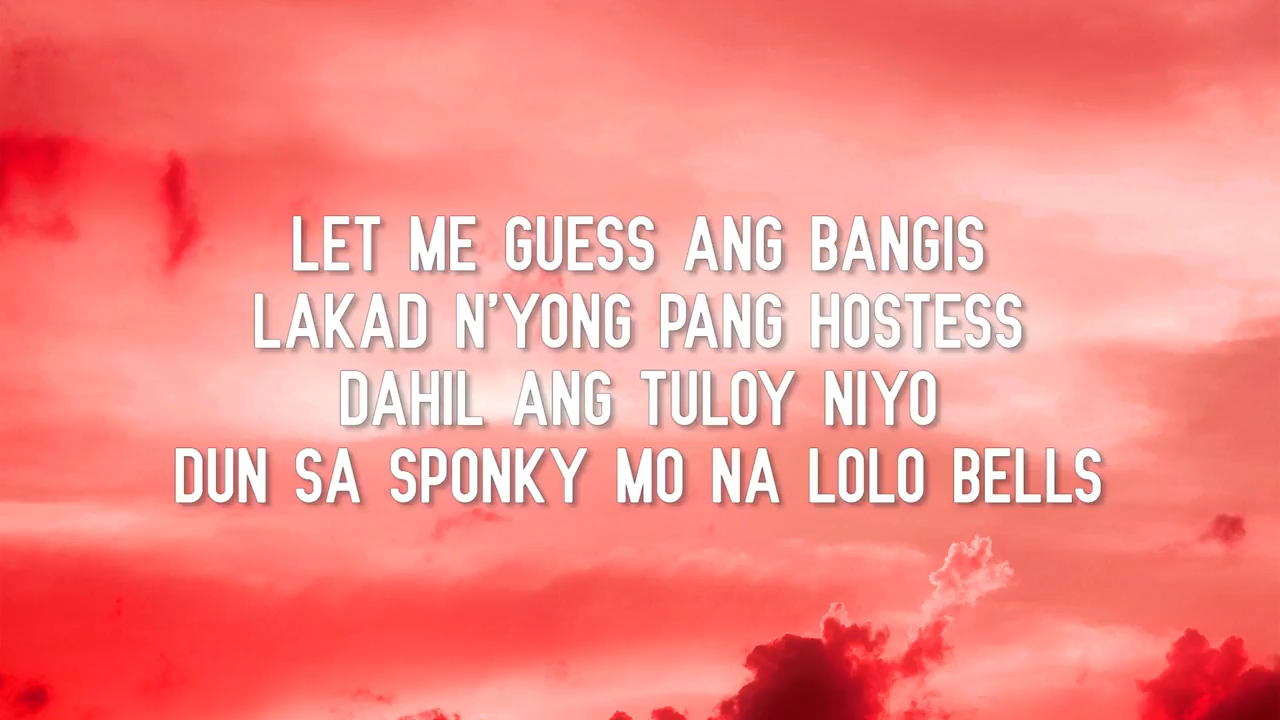 LET ME GUESS ANG BANGIS
LAKAD N'YONG PANG HOSTESS
DAHIL ANG TULOY NIYO
DUN SA SPONKY MO NA LOLO BELLS